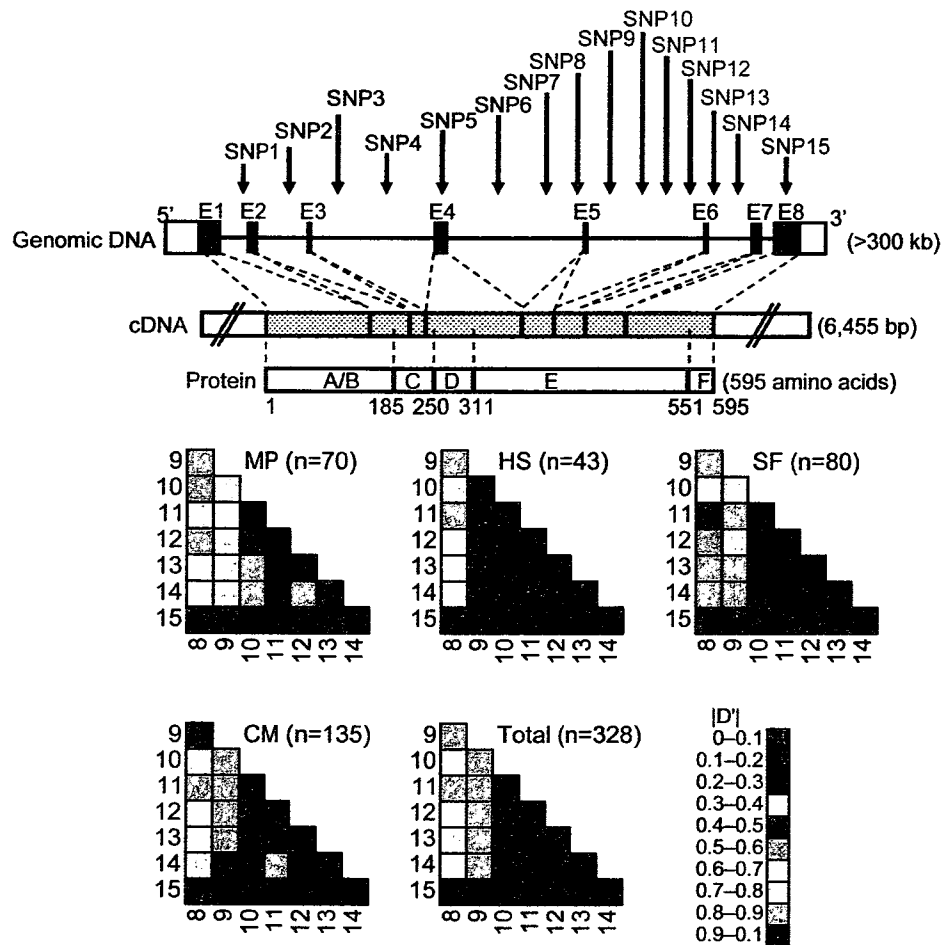 SNP10
SNP9
SNP11
SNP8
SNP12
SNP7
SNP3
SNP6
SNP13
SNP5
SNP2
SNP14
SNP4
SNP1
SNP15
5' E1 E2 E3 E4 E5 E6 E7 E8 3'
Genomic DNA (>300 kb)
cDNA (6,455 bp)
Protein A/B C D E F (595 amino acids)
1 185 250 311 551 595
MP (n=70)
9
10
11
12
13
14
15
8 9 10 11 12 13 14
HS (n=43)
9
10
11
12
13
14
15
8 9 10 11 12 13 14
SF (n=80)
9
10
11
12
13
14
15
8 9 10 11 12 13 14
CM (n=135)
9
10
11
12
13
14
15
8 9 10 11 12 13 14
Total (n=328)
9
10
11
12
13
14
15
8 9 10 11 12 13 14
|D'|
0–0.1
0.1–0.2
0.2–0.3
0.3–0.4
0.4–0.5
0.5–0.6
0.6–0.7
0.7–0.8
0.8–0.9
0.9–0.1